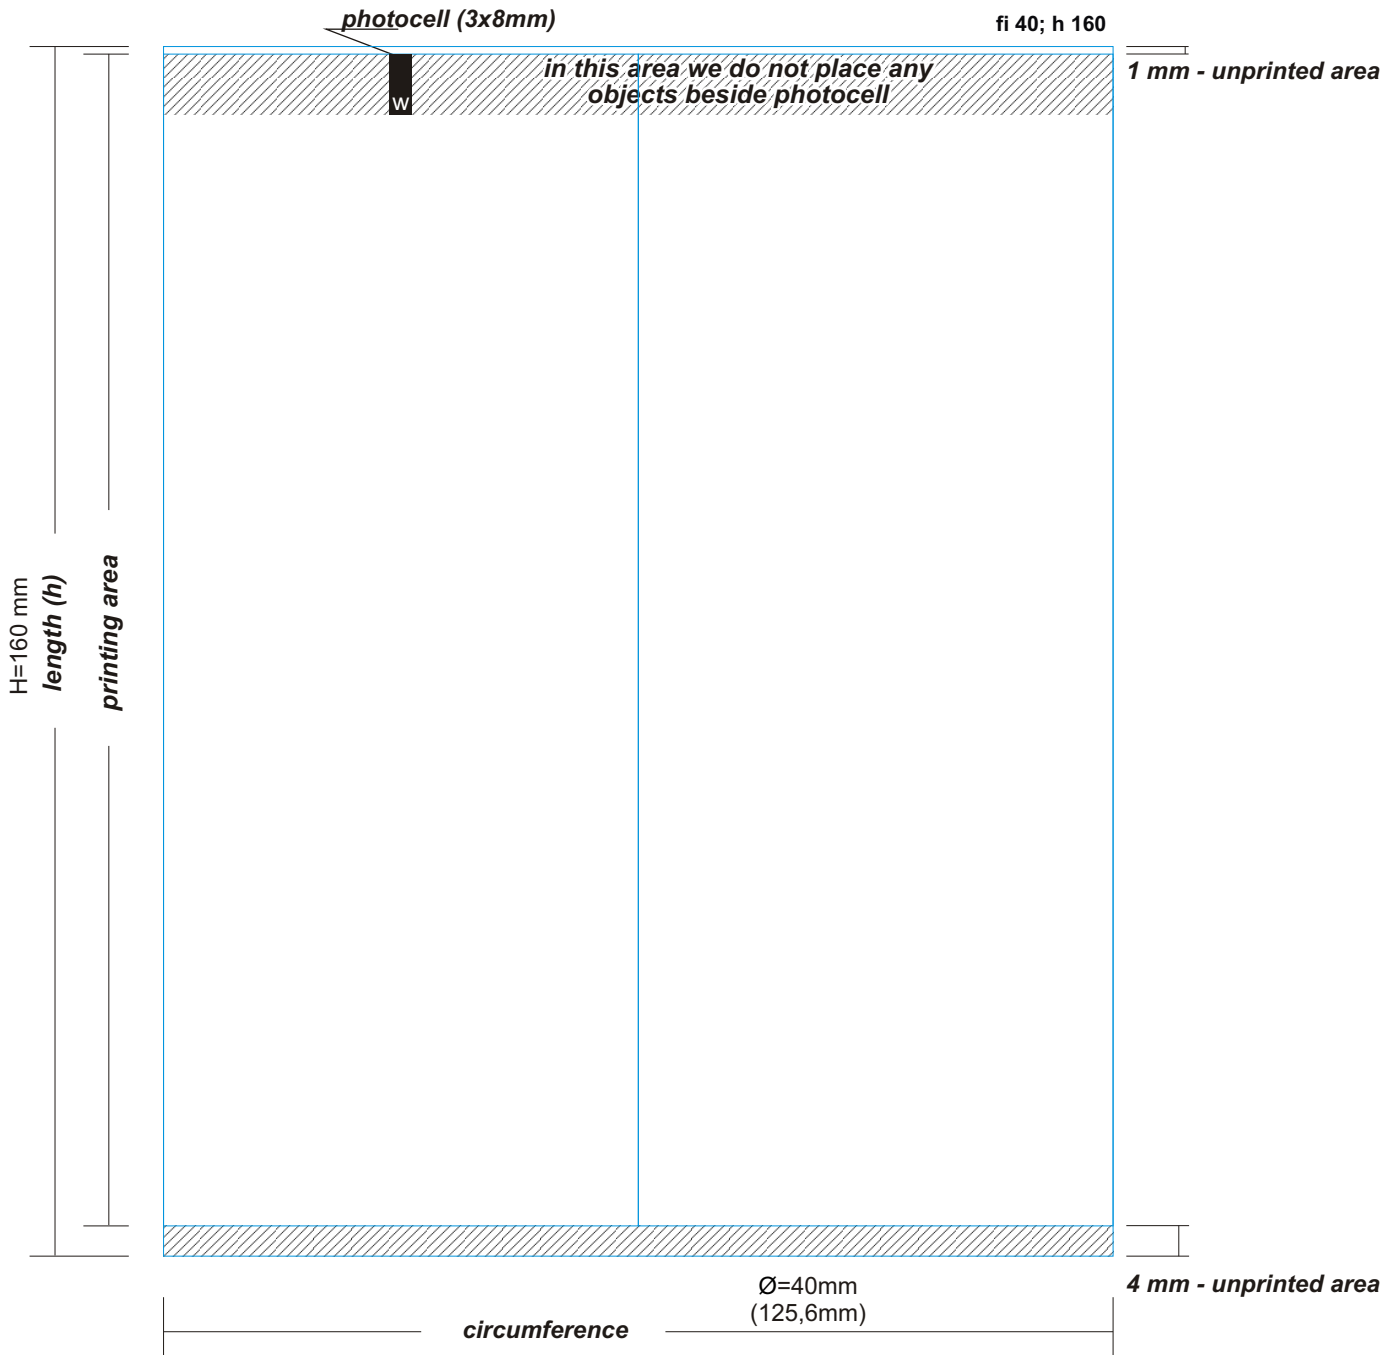 photocell (3x8mm)
fi 40; h 160
1 mm - unprinted area
in this area we do not place any
objects beside photocell
W
H=160 mm
length (h)
printing area
Ø=40mm
(125,6mm)
4 mm - unprinted area
circumference